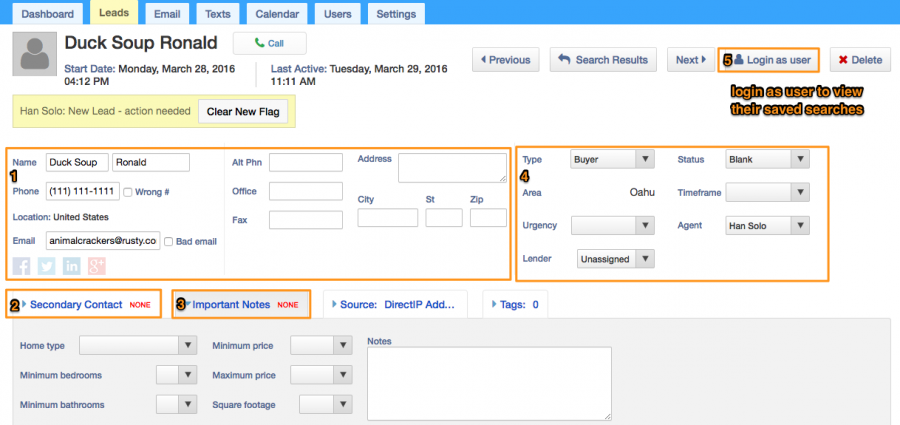 Dashboard Leads Email Texts Calendar Users Settings
Duck Soup Ronald Call
Start Date: Monday, March 28, 2016 Last Active: Tuesday, March 29, 2016
04:12 PM 11:11 AM
Previous Search Results Next 5 Login as user Delete
login as user to view
their saved searches
Han Solo: New Lead - action needed Clear New Flag
Name Duck Soup Ronald Alt Phn Address Type Buyer Status Blank
1 4
Phone (111) 111-1111 Wrong # Office Area Oahu Timeframe
City St Zip
Location: United States Fax Urgency Agent Han Solo
Email animalcrackers@rusty.co Bad email Lender Unassigned
f in g+
2 Secondary Contact NONE 3 Important Notes NONE Source: DirectIP Add... Tags: 0
Home type Minimum price Notes
Minimum bedrooms Maximum price
Minimum bathrooms Square footage